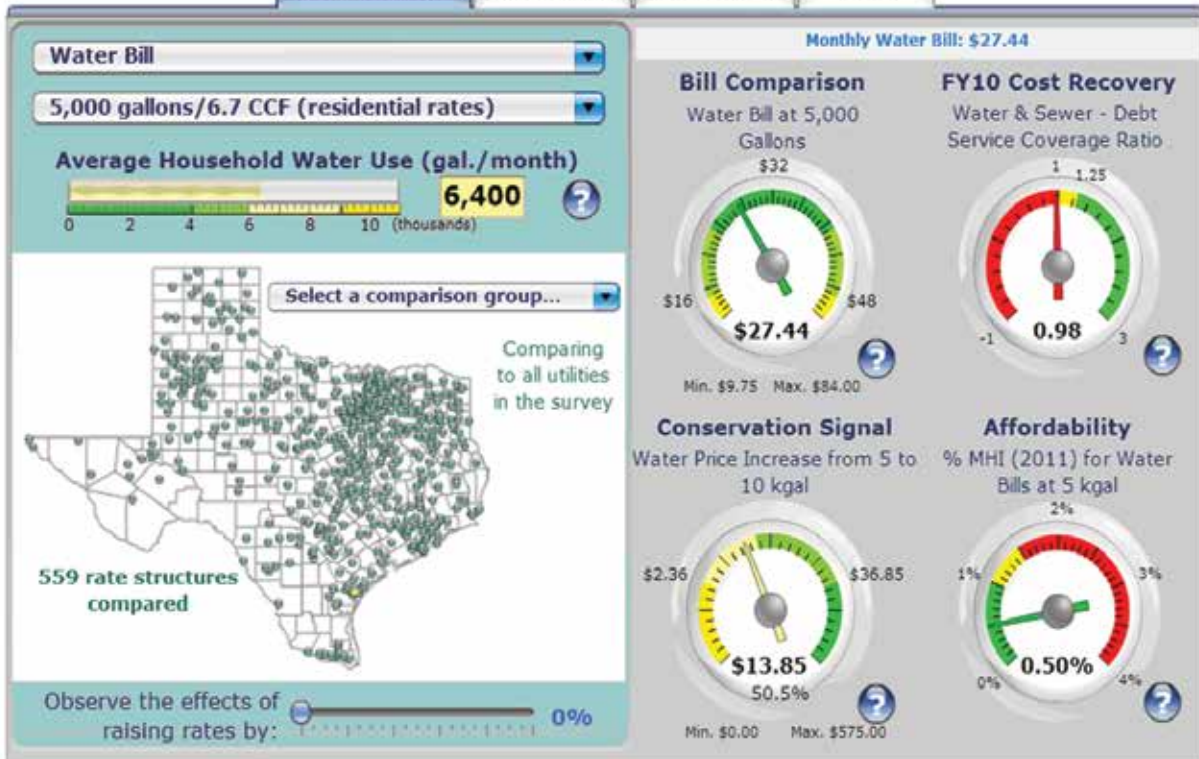 Water Bill
5,000 gallons/6.7 CCF (residential rates)
Average Household Water Use (gal./month)
6,400
?
0 2 4 6 8 10 (thousands)
Select a comparison group...
Comparing
to all utilities
in the survey
559 rate structures
compared
Observe the effects of
raising rates by:
0%
Monthly Water Bill: $27.44
Bill Comparison
Water Bill at 5,000
Gallons
$32
$16
$48
$27.44
?
Min. $9.75 Max. $84.00
FY10 Cost Recovery
Water & Sewer - Debt
Service Coverage Ratio
1
1.25
-1
3
0.98
?
Conservation Signal
Water Price Increase from 5 to
10 kgal
$2.36
$36.85
$13.85
50.5%
?
Min. $0.00 Max. $575.00
Affordability
% MHI (2011) for Water
Bills at 5 kgal
2%
1%
3%
0%
4%
0.50%
?